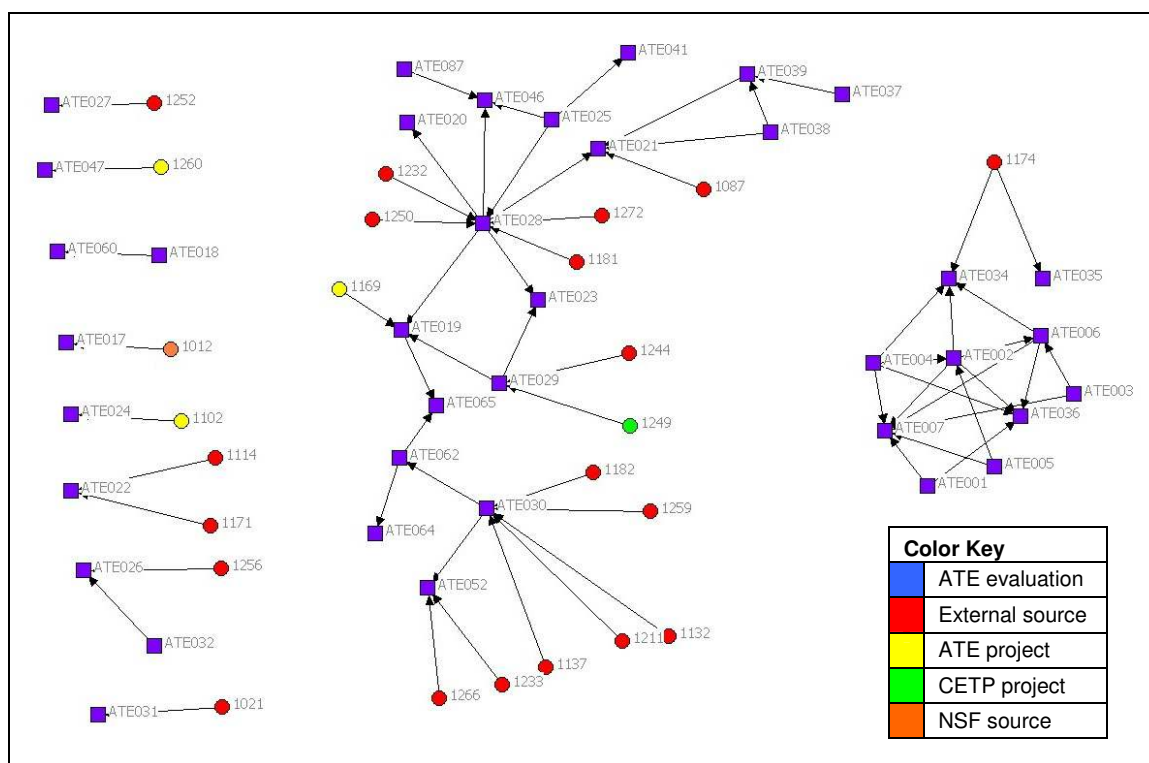 ATE087
ATE041
ATE039
ATE037
ATE027
1252
ATE046
ATE025
ATE020
ATE038
ATE021
ATE047
1260
1232
1087
1174
1250
ATE028
1272
ATE060
ATE018
1181
ATE034
ATE035
1169
ATE023
ATE019
ATE006
ATE017
1012
1244
ATE004
ATE002
ATE029
ATE003
ATE065
ATE024
1102
1249
ATE036
ATE007
1114
ATE062
1182
ATE005
ATE022
ATE001
ATE030
1259
1171
ATE064
Color Key
1256
ATE026
ATE evaluation
ATE052
External source
ATE032
1132
1211
ATE project
1137
1233
CETP project
1266
ATE031
1021
NSF source